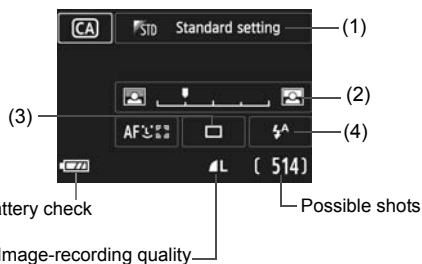 CA STD Standard setting (1)
(2)
(3)
AF A (4)
L ( 514)
attery check
Possible shots
Image-recording quality